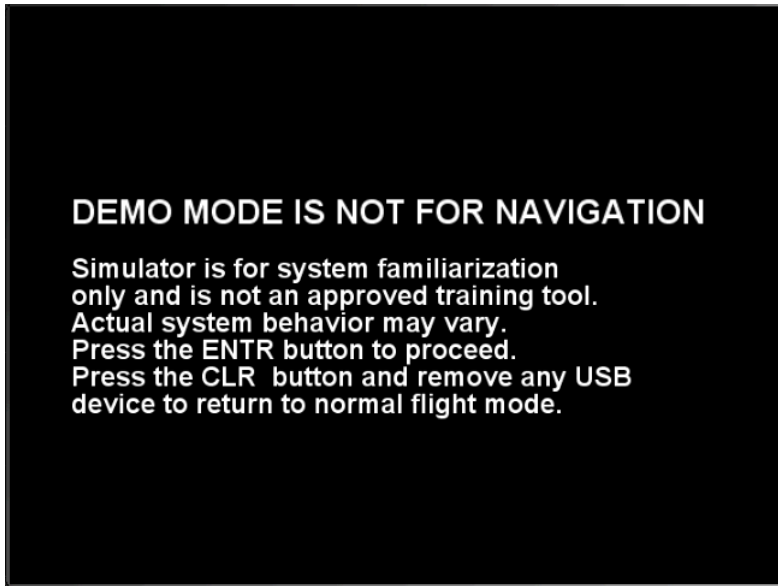 DEMO MODE IS NOT FOR NAVIGATION
Simulator is for system familiarization
only and is not an approved training tool.
Actual system behavior may vary.
Press the ENTR button to proceed.
Press the CLR  button and remove any USB
device to return to normal flight mode.